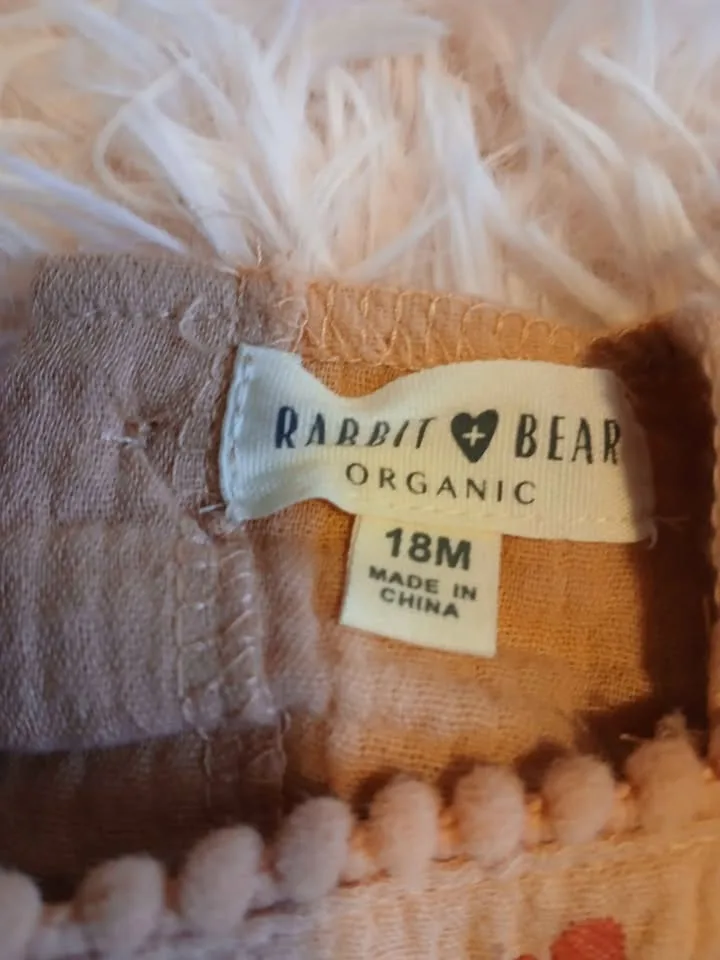 RABBIT + BEAR
ORGANIC
18M
MADE IN
CHINA